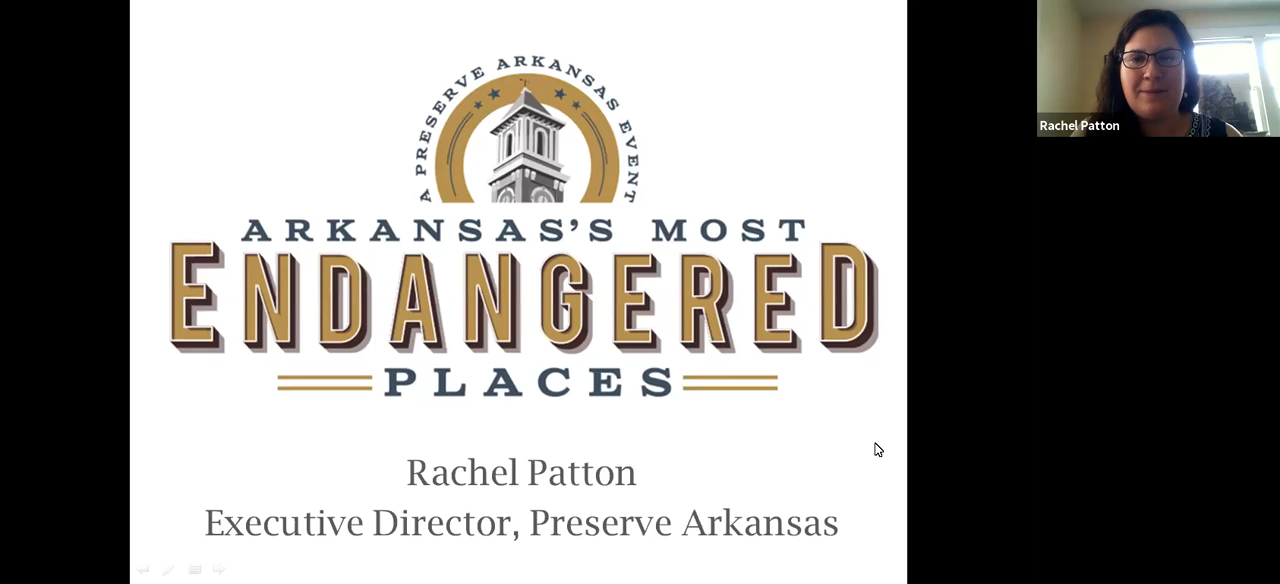 A PRESERVE ARKANSAS EVENT
ARKANSAS'S MOST
ENDANGERED
PLACES
Rachel Patton
Executive Director, Preserve Arkansas
Rachel Patton